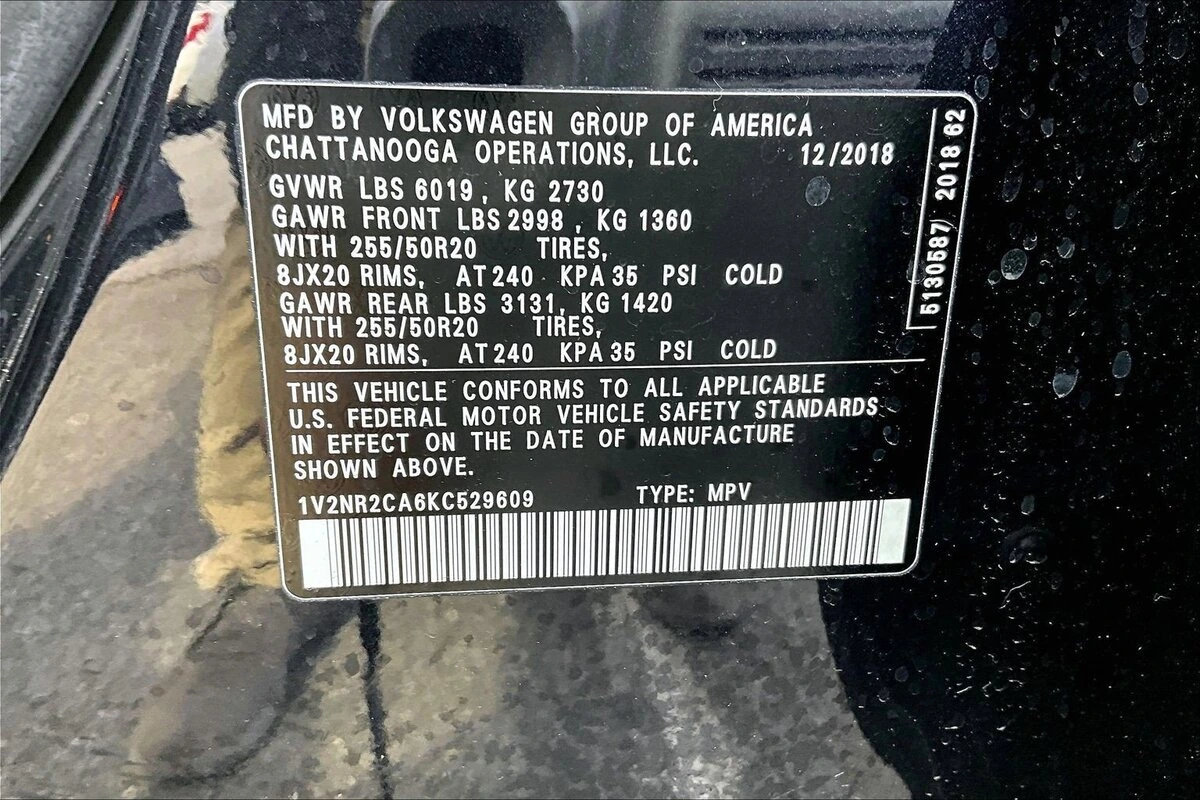 MFD BY VOLKSWAGEN GROUP OF AMERICA
CHATTANOOGA OPERATIONS, LLC. 12/2018
GVWR LBS 6019, KG 2730
GAWR FRONT LBS 2998, KG 1360
WITH 255/50R20 TIRES,
8JX20 RIMS, AT 240 KPA 35 PSI COLD
GAWR REAR LBS 3131, KG 1420
WITH 255/50R20 TIRES,
8JX20 RIMS, AT 240 KPA 35 PSI COLD
THIS VEHICLE CONFORMS TO ALL APPLICABLE
U.S. FEDERAL MOTOR VEHICLE SAFETY STANDARDS
IN EFFECT ON THE DATE OF MANUFACTURE
SHOWN ABOVE.
1V2NR2CA6KC529609 TYPE: MPV
5130587) 2018 62